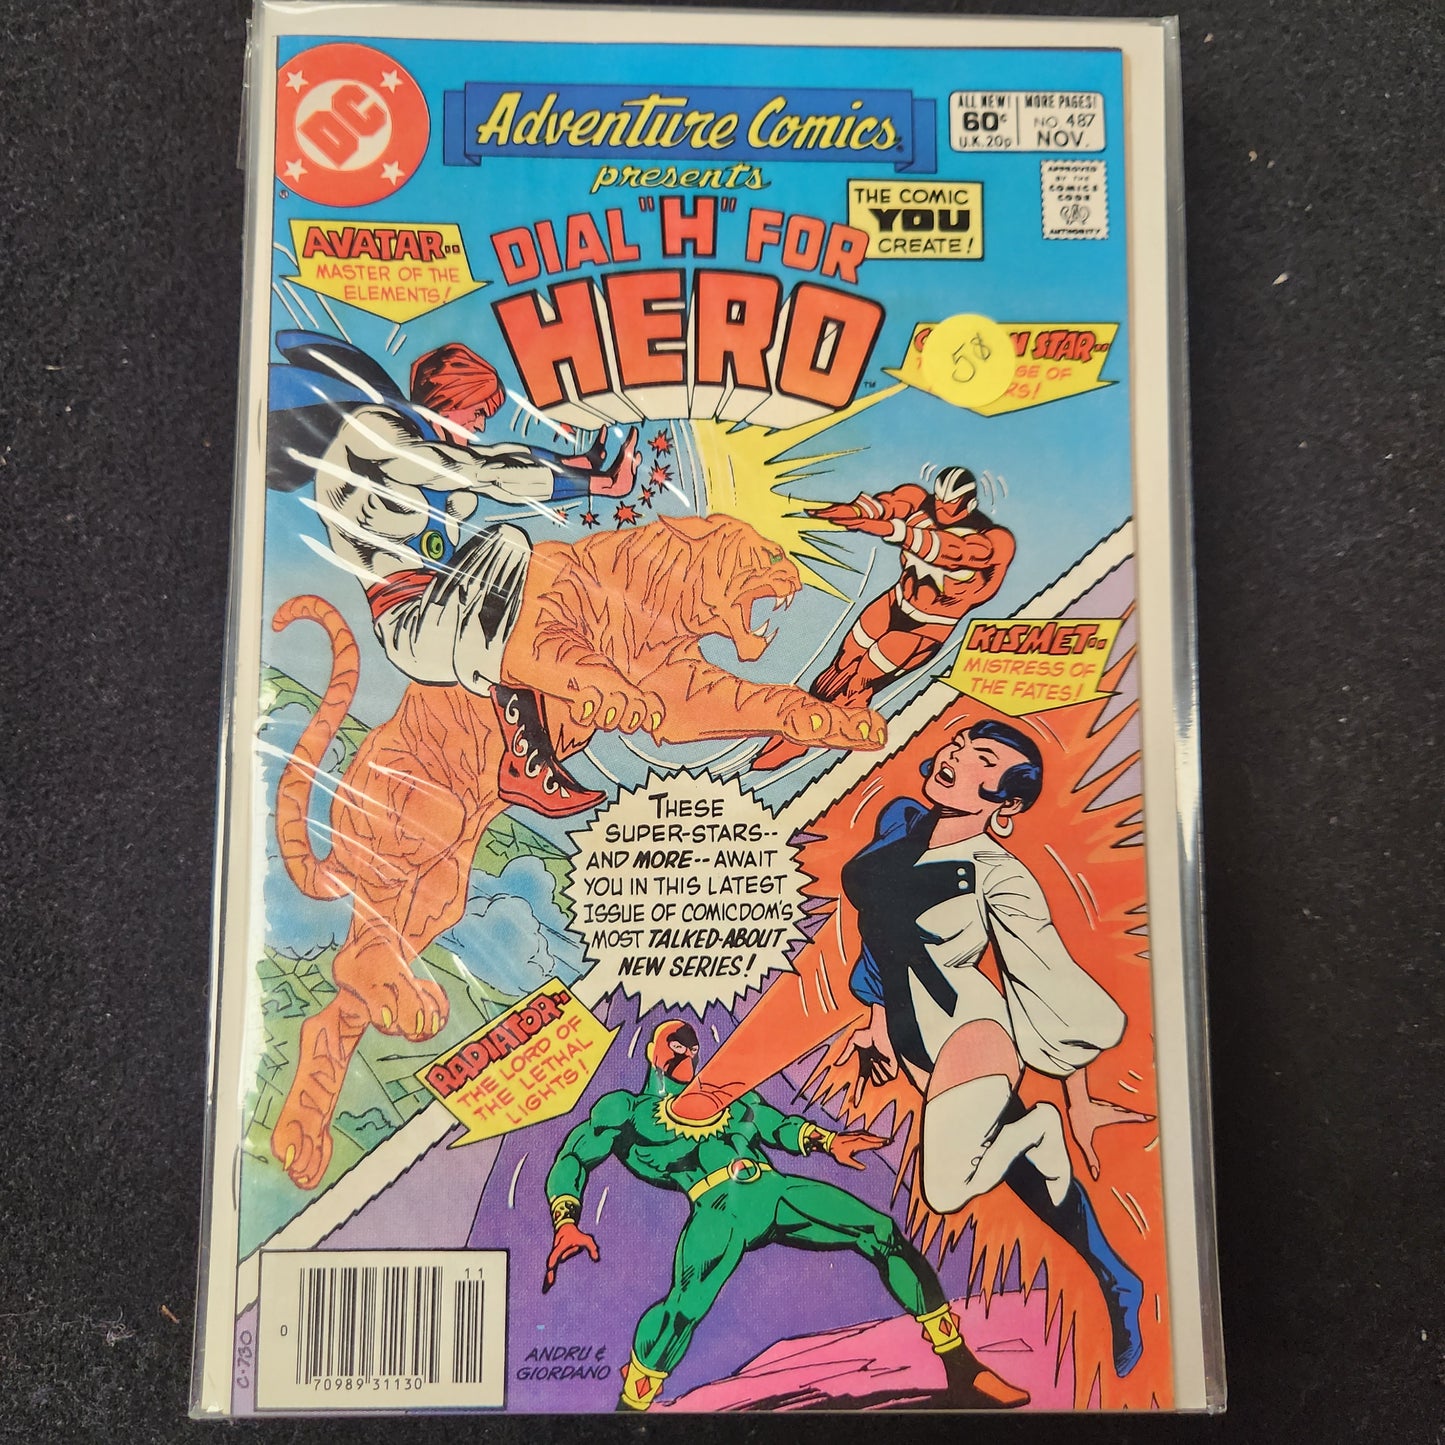 DC
Adventure Comics
presents
DIAL "H" FOR
HERO
TM
THE COMIC
YOU
CREATE!
ALL NEW!
60¢
U.K. 20p
MORE PAGES!
NO. 487
NOV.
APPROVED
BY THE
COMICS
CODE
AUTHORITY
AVATAR--
MASTER OF THE
ELEMENTS!
STAR--
OF
5$
KISMET--
MISTRESS OF
THE FATES!
THESE
SUPER-STARS--
AND MORE--AWAIT
YOU IN THIS LATEST
ISSUE OF COMICDOM'S
MOST TALKED-ABOUT
NEW SERIES!
RADIATOR--
THE LORD OF
THE LETHAL
LIGHTS!
ANDRU &
GIORDANO
11
0
70989 31130
C-730